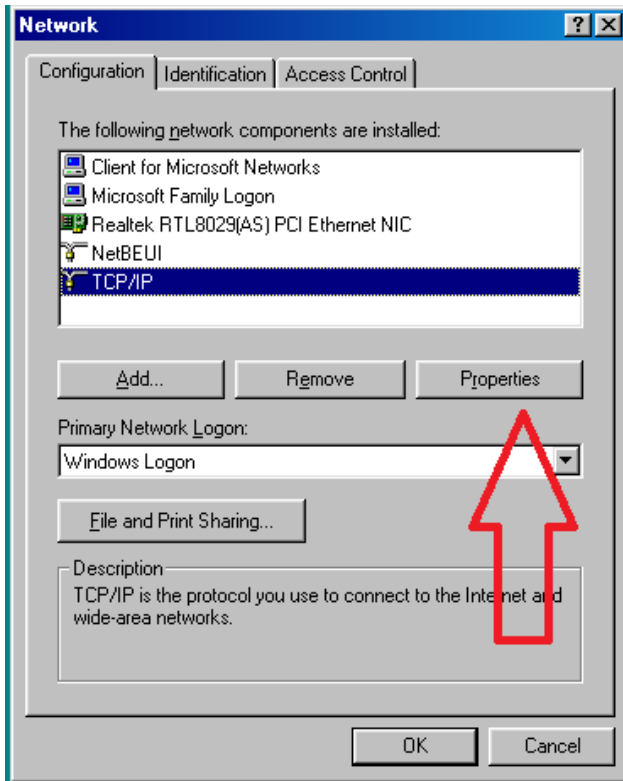 Network
Configuration Identification Access Control
The following network components are installed:
Client for Microsoft Networks
Microsoft Family Logon
Realtek RTL8029(AS) PCI Ethernet NIC
NetBEUI
TCP/IP
Add... Remove Properties
Primary Network Logon:
Windows Logon
File and Print Sharing...
Description
TCP/IP is the protocol you use to connect to the Internet and
wide-area networks.
OK Cancel